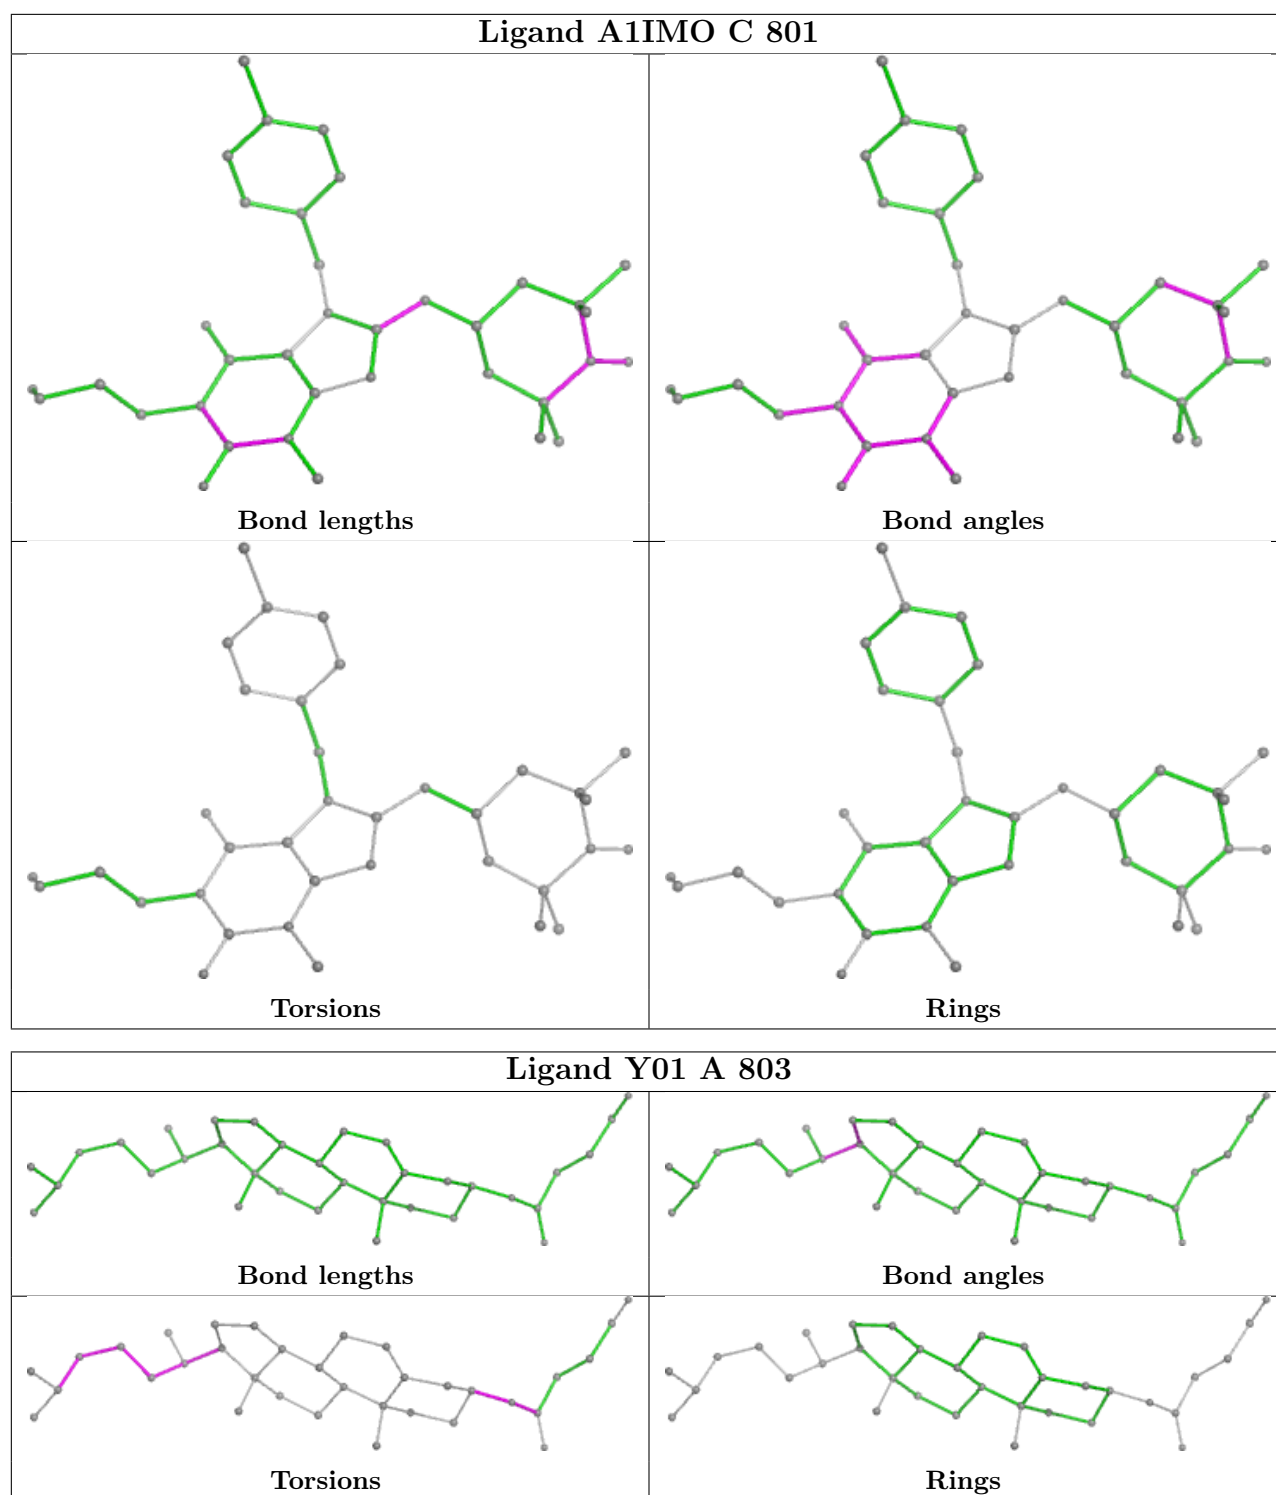 Ligand A1IMO C 801
Bond lengths
Bond angles
Torsions
Rings
Ligand Y01 A 803
Bond lengths
Bond angles
Torsions
Rings